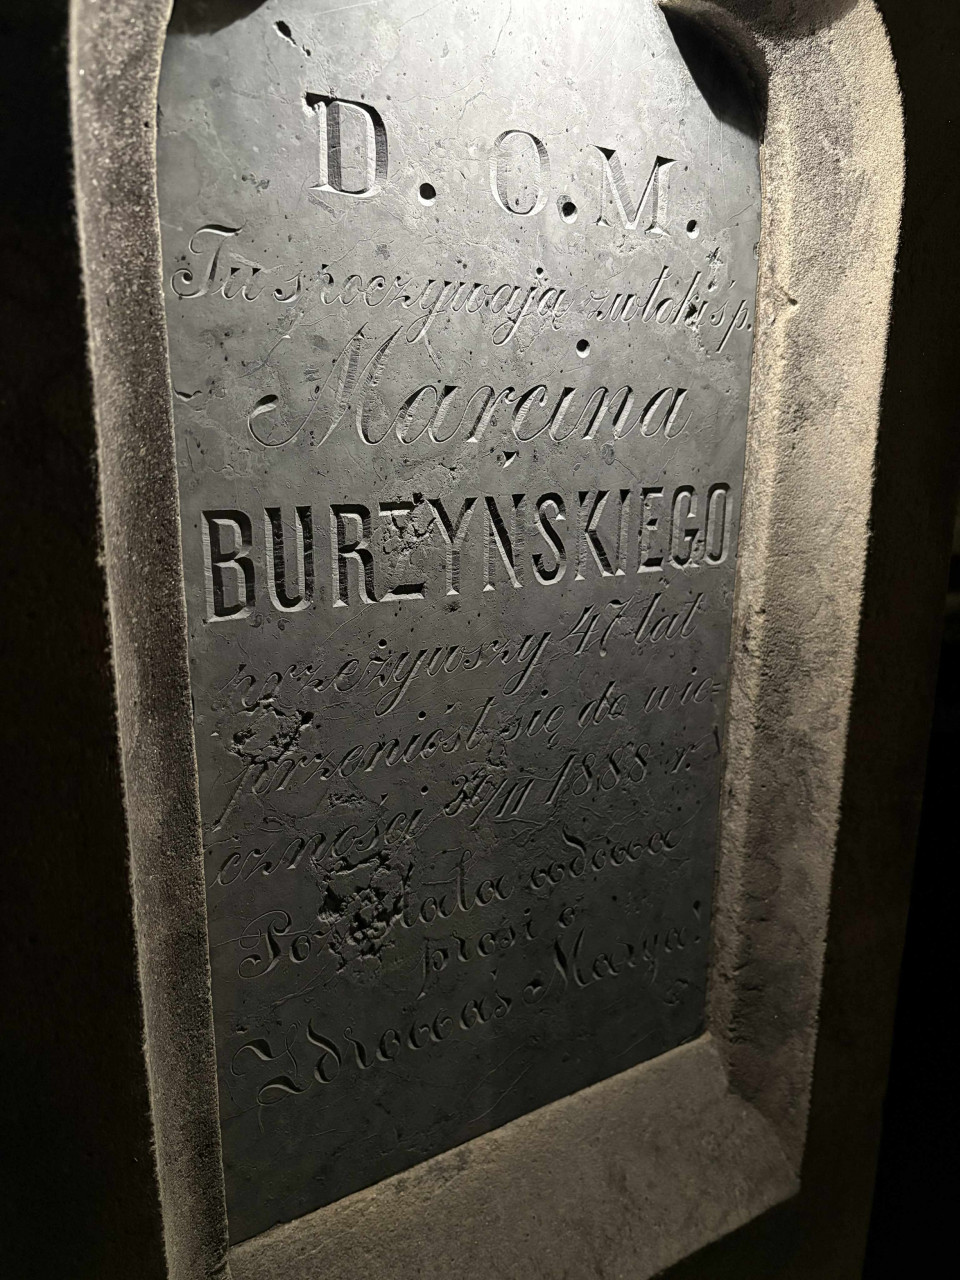 D. O. M.
Tu spoczywają zwłoki ś p.
Marcina
BURZYŃSKIEGO
przeżywszy 47 lat
przeniósł się do wie=
czności /II 1888 r.
Pozostała wdowa
prosi o
Zdrowaś Marya!